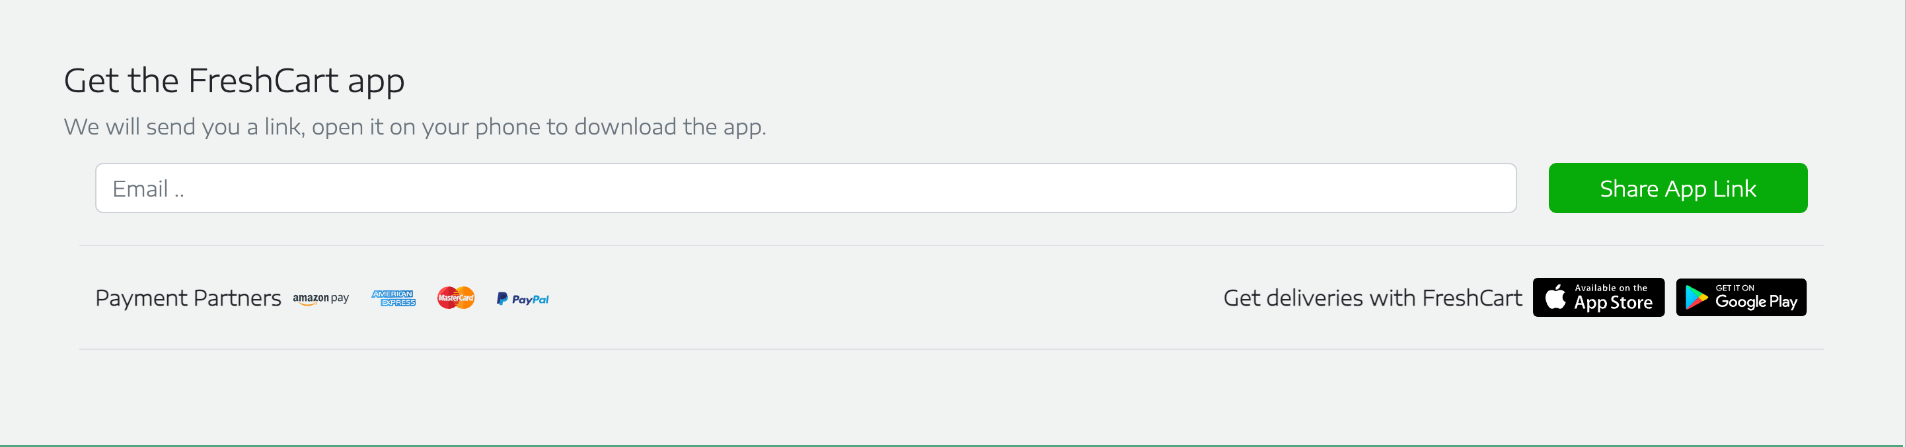 Get the FreshCart app
We will send you a link, open it on your phone to download the app.
Email ..
Share App Link
Payment Partners
amazon pay
AMERICAN
EXPRESS
MasterCard
PayPal
Get deliveries with FreshCart
Available on the
App Store
GET IT ON
Google Play